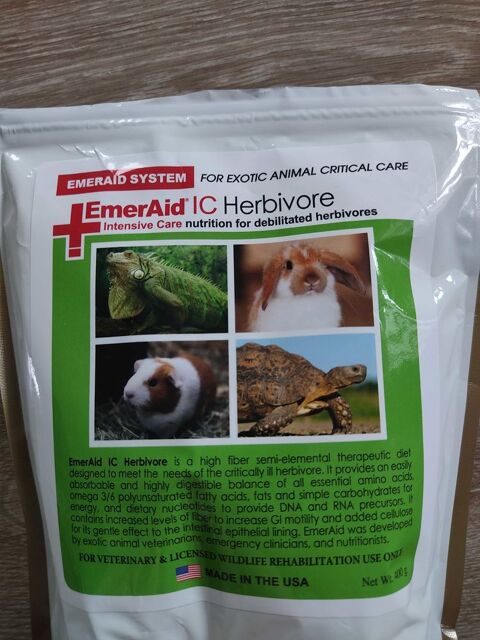 EMERAID SYSTEM FOR EXOTIC ANIMAL CRITICAL CARE
EmerAid® IC Herbivore
Intensive Care nutrition for debilitated herbivores
EmerAid IC Herbivore is a high fiber semi-elemental therapeutic diet
designed to meet the needs of the critically ill herbivore. It provides an easily
absorbable and highly digestible balance of all essential amino acids,
omega 3/6 polyunsaturated fatty acids, fats and simple carbohydrates for
energy, and dietary nucleotides to provide DNA and RNA precursors. It
contains increased levels of fiber to increase GI motility and added cellulose
for its gentle effect to the intestinal epithelial lining. EmerAid was developed
by exotic animal veterinarians, emergency clinicians, and nutritionists.
FOR VETERINARY & LICENSED WILDLIFE REHABILITATION USE ONLY
MADE IN THE USA
Net Wt. 400 g